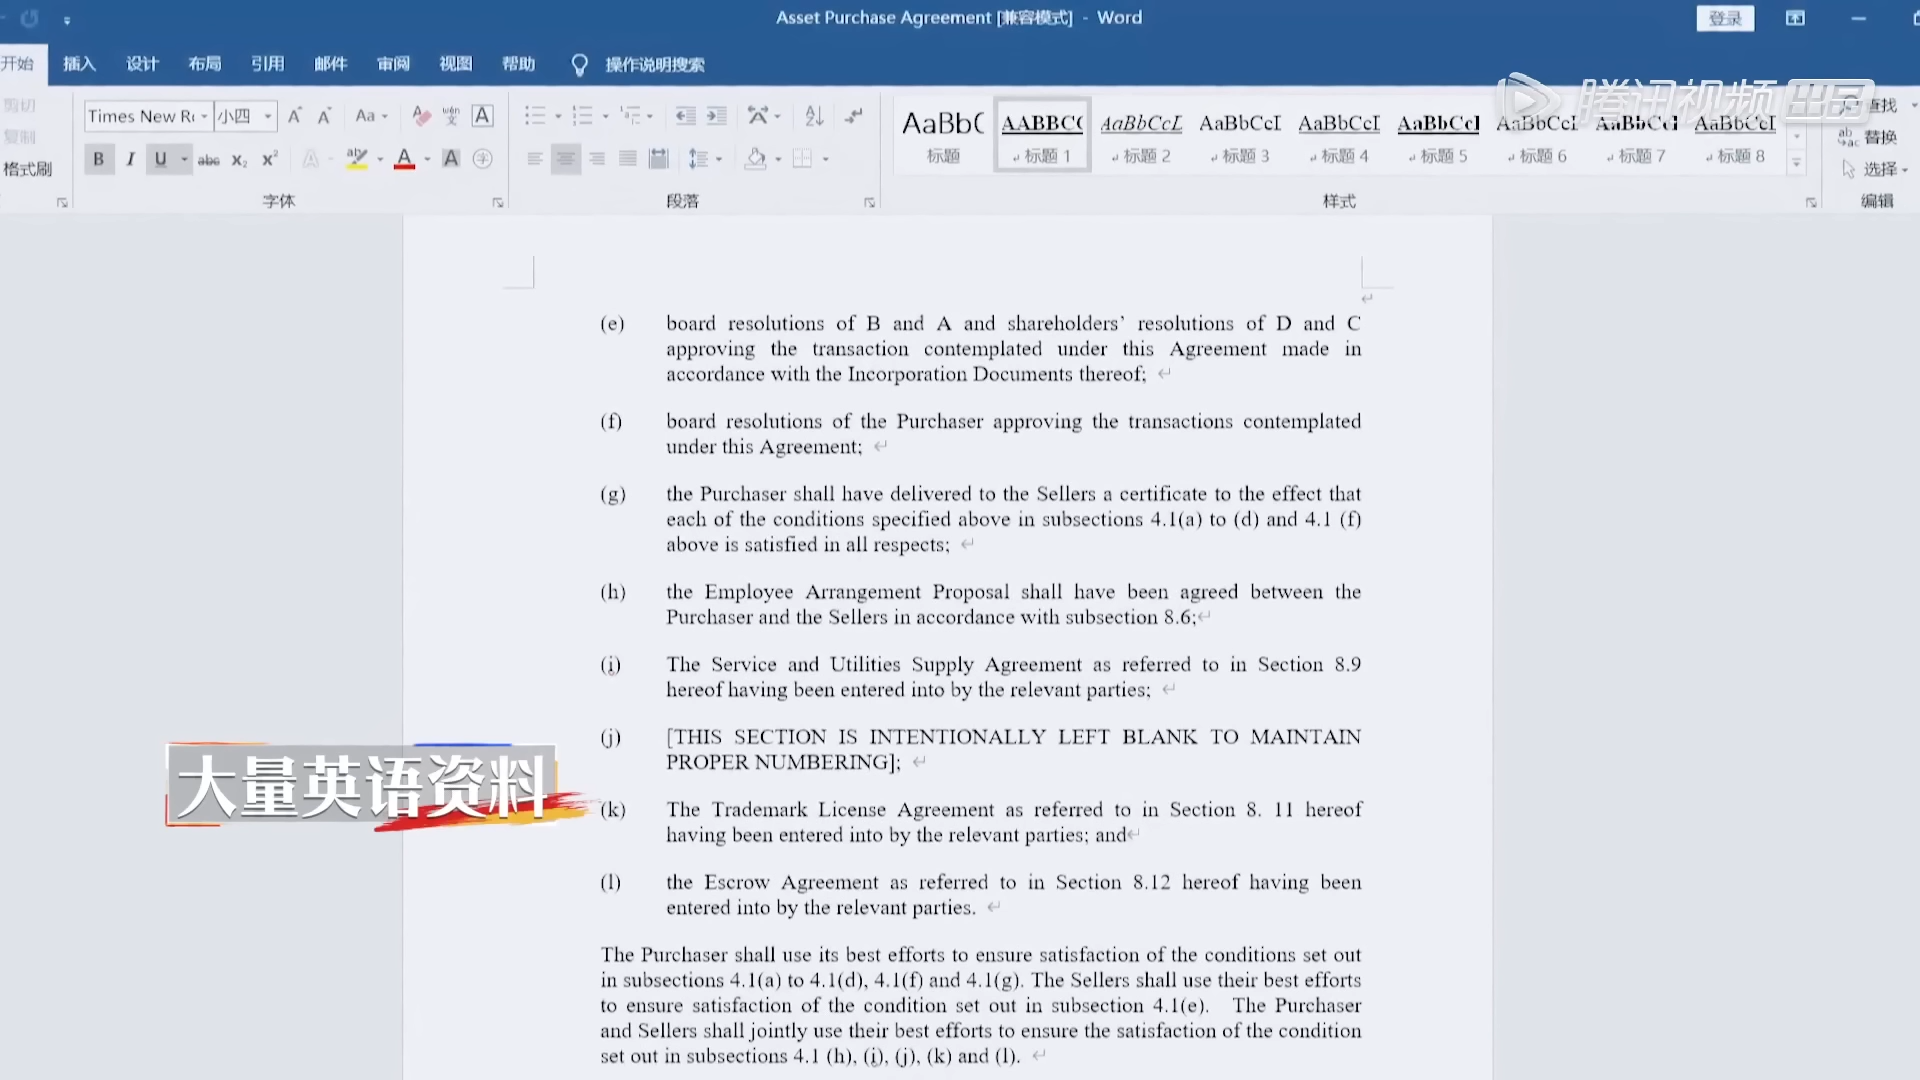 Asset Purchase Agreement [兼容模式] - Word
登录
开始 插入 设计 布局 引用 邮件 审阅 视图 帮助 操作说明搜索
腾讯视频 出品
剪切
复制
格式刷
Times New Ro 小四
字体
段落
AaBbC AABBC AaBbCcL AaBbCcI AaBbCcI AaBbCcI AaBbCcI AaBbCcI AaBbCcI
标题 标题 1 标题 2 标题 3 标题 4 标题 5 标题 6 标题 7 标题 8
样式
查找
替换
选择
编辑
(e) board resolutions of B and A and shareholders’ resolutions of D and C
approving the transaction contemplated under this Agreement made in
accordance with the Incorporation Documents thereof;
(f) board resolutions of the Purchaser approving the transactions contemplated
under this Agreement;
(g) the Purchaser shall have delivered to the Sellers a certificate to the effect that
each of the conditions specified above in subsections 4.1(a) to (d) and 4.1 (f)
above is satisfied in all respects;
(h) the Employee Arrangement Proposal shall have been agreed between the
Purchaser and the Sellers in accordance with subsection 8.6;
(i) The Service and Utilities Supply Agreement as referred to in Section 8.9
hereof having been entered into by the relevant parties;
(j) [THIS SECTION IS INTENTIONALLY LEFT BLANK TO MAINTAIN
PROPER NUMBERING];
大量英语资料
(k) The Trademark License Agreement as referred to in Section 8. 11 hereof
having been entered into by the relevant parties; and
(l) the Escrow Agreement as referred to in Section 8.12 hereof having been
entered into by the relevant parties.
The Purchaser shall use its best efforts to ensure satisfaction of the conditions set out
in subsections 4.1(a) to 4.1(d), 4.1(f) and 4.1(g). The Sellers shall use their best efforts
to ensure satisfaction of the condition set out in subsection 4.1(e). The Purchaser
and Sellers shall jointly use their best efforts to ensure the satisfaction of the condition
set out in subsections 4.1 (h), (i), (j), (k) and (l).